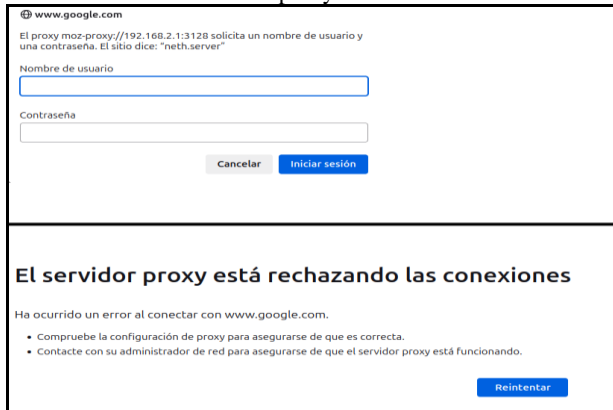 www.google.com
El proxy moz-proxy://192.168.2.1:3128 solicita un nombre de usuario y
una contraseña. El sitio dice: “neth.server”
Nombre de usuario
Contraseña
Cancelar Iniciar sesión
El servidor proxy está rechazando las conexiones
Ha ocurrido un error al conectar con www.google.com.
• Compruebe la configuración de proxy para asegurarse de que es correcta.
• Contacte con su administrador de red para asegurarse de que el servidor proxy está funcionando.
Reintentar